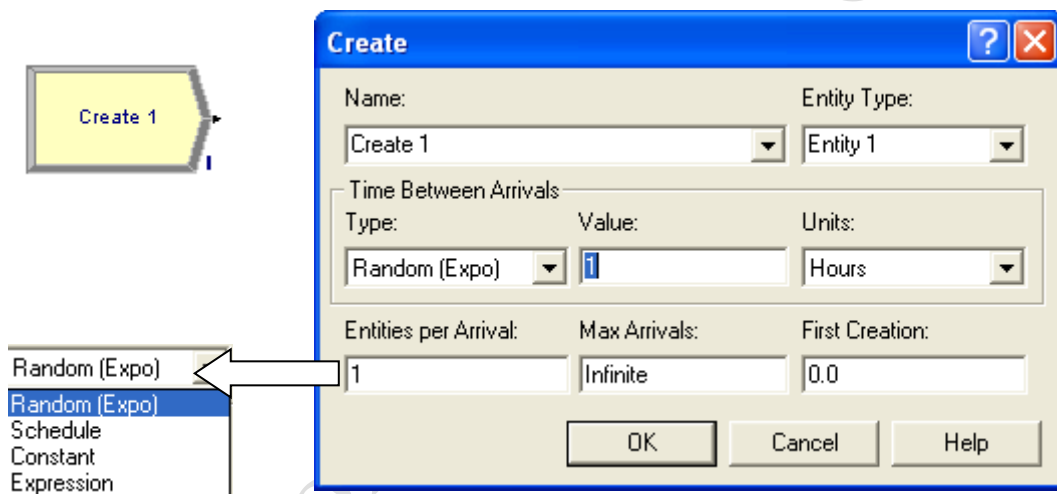 Create 1
Create
Name:
Entity Type:
Create 1
Entity 1
Time Between Arrivals
Type:
Value:
Units:
Random (Expo)
1
Hours
Entities per Arrival:
Max Arrivals:
First Creation:
1
Infinite
0.0
OK
Cancel
Help
Random (Expo)
Random (Expo)
Schedule
Constant
Expression